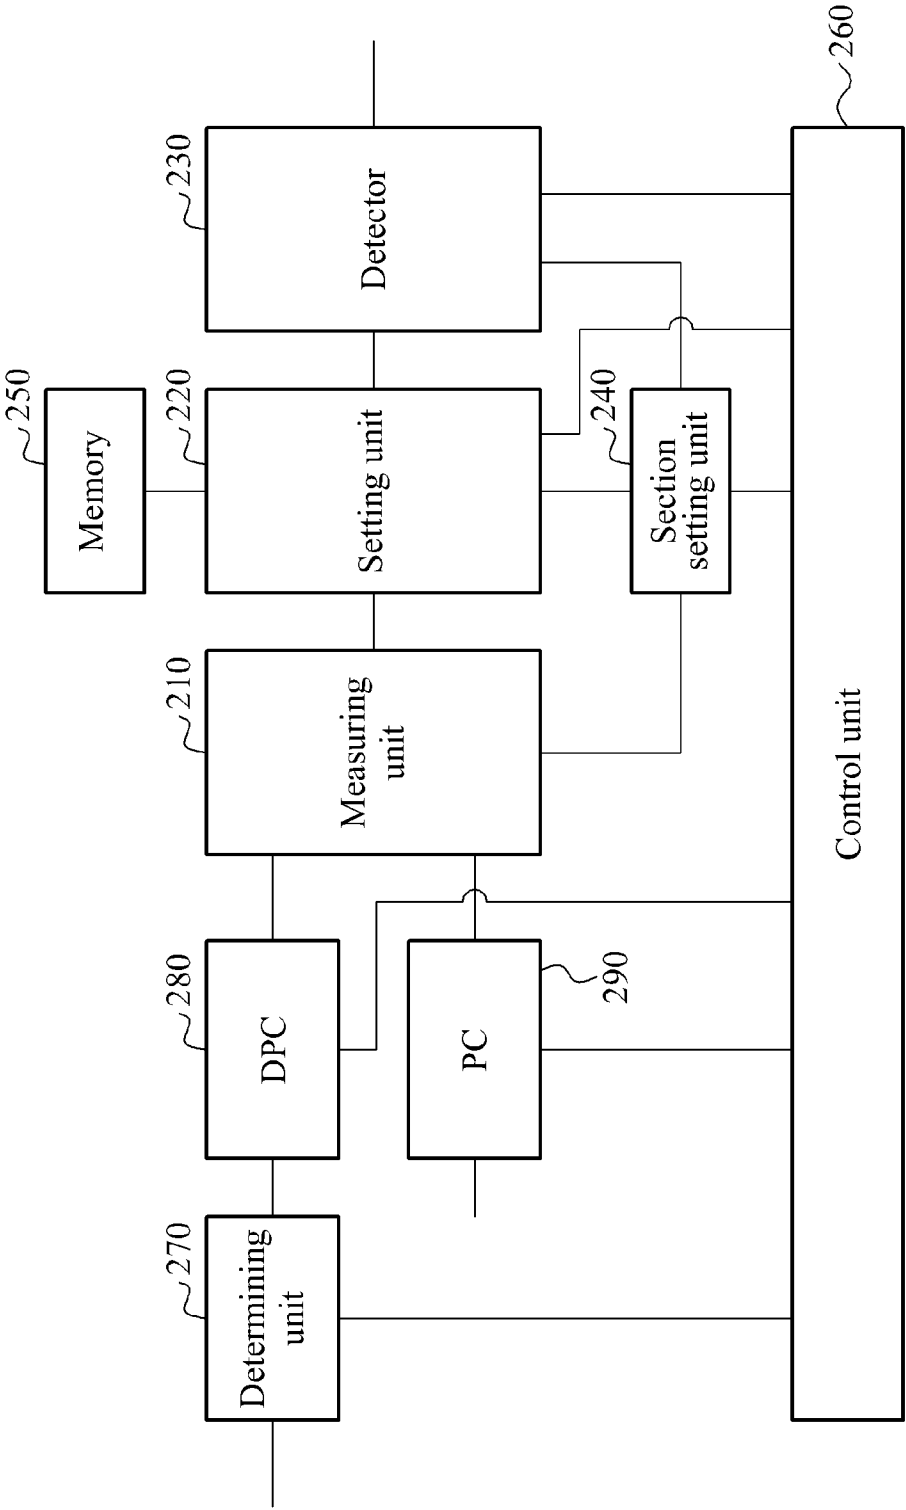 250
Memory
270
280
210
220
230
Determining
unit
DPC
Measuring
unit
Setting unit
Detector
PC
290
240
Section
setting unit
Control unit
260